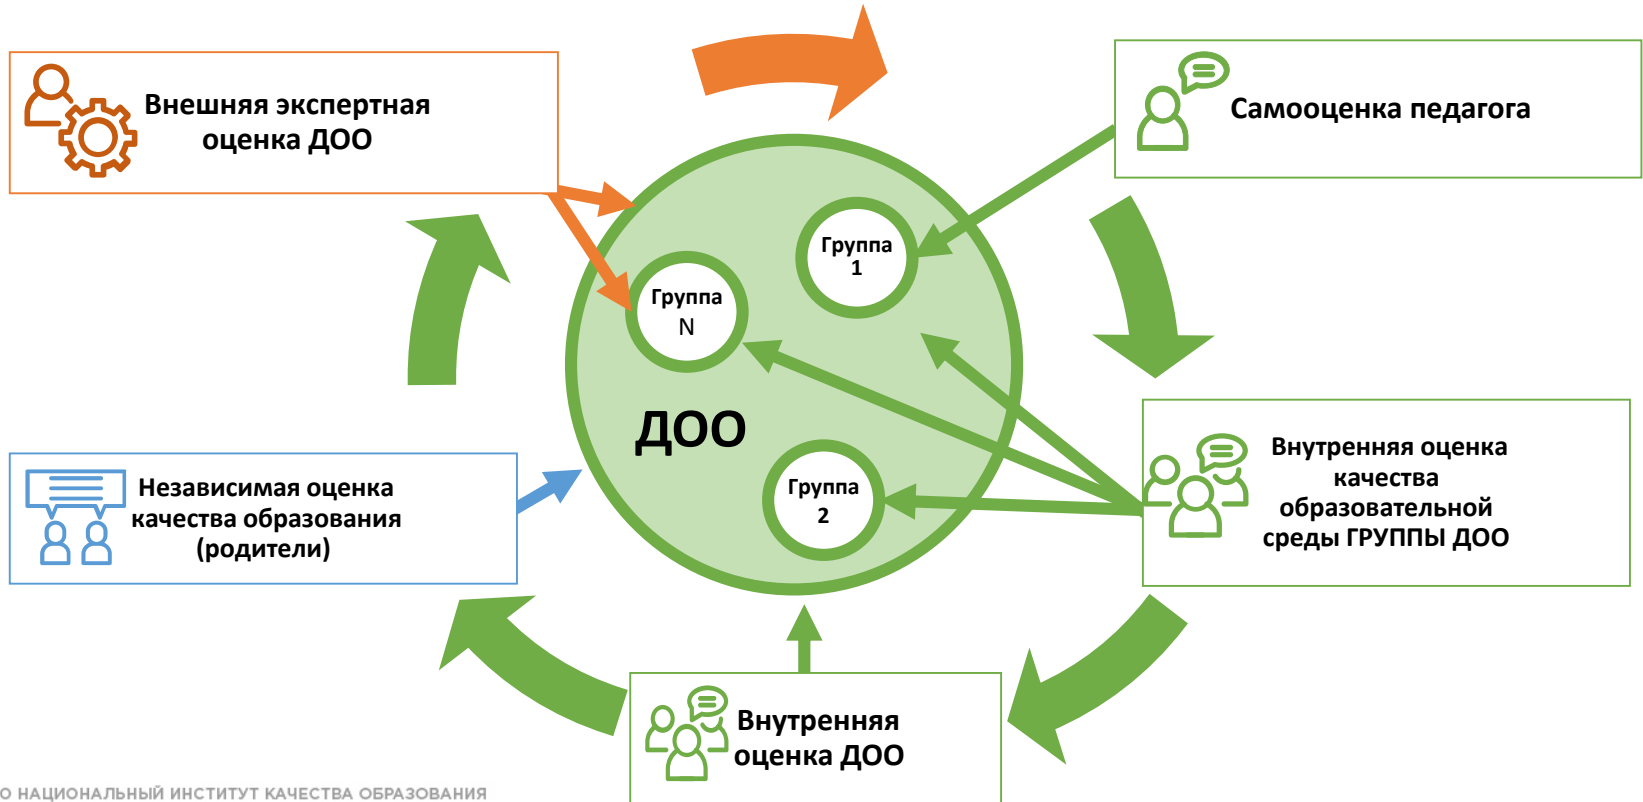 Внешняя экспертная
оценка ДОО
Самооценка педагога
Группа
1
Группа
N
ДОО
Группа
2
Независимая оценка
качества образования
(родители)
Внутренняя оценка
качества
образовательной
среды ГРУППЫ ДОО
Внутренняя
оценка ДОО
О НАЦИОНАЛЬНЫЙ ИНСТИТУТ КАЧЕСТВА ОБРАЗОВАНИЯ